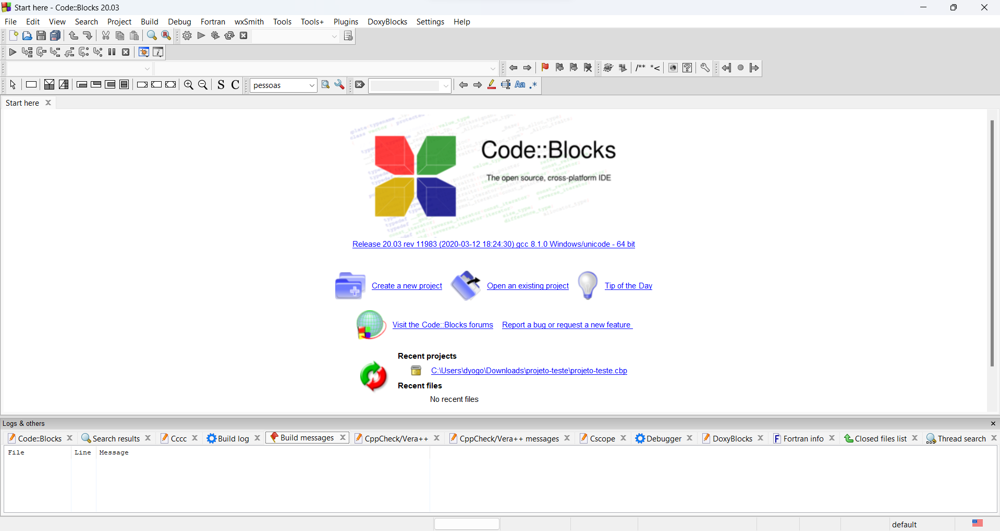 Start here - Code::Blocks 20.03
File Edit View Search Project Build Debug Fortran wxSmith Tools Tools+ Plugins DoxyBlocks Settings Help
/** *<
S C pessoas Aa .*
Start here
Code::Blocks
The open source, cross-platform IDE
Release 20.03 rev 11983 (2020-03-12 18:24:30) gcc 8.1.0 Windows/unicode - 64 bit
Create a new project Open an existing project Tip of the Day
Visit the Code::Blocks forums Report a bug or request a new feature
Recent projects
C:\Users\dyogo\Downloads\projeto-teste\projeto-teste.cbp
Recent files
No recent files
Logs & others
Code::Blocks Search results Cccc Build log Build messages CppCheck/Vera++ CppCheck/Vera++ messages Cscope Debugger DoxyBlocks Fortran info Closed files list Thread search
File Line Message
default